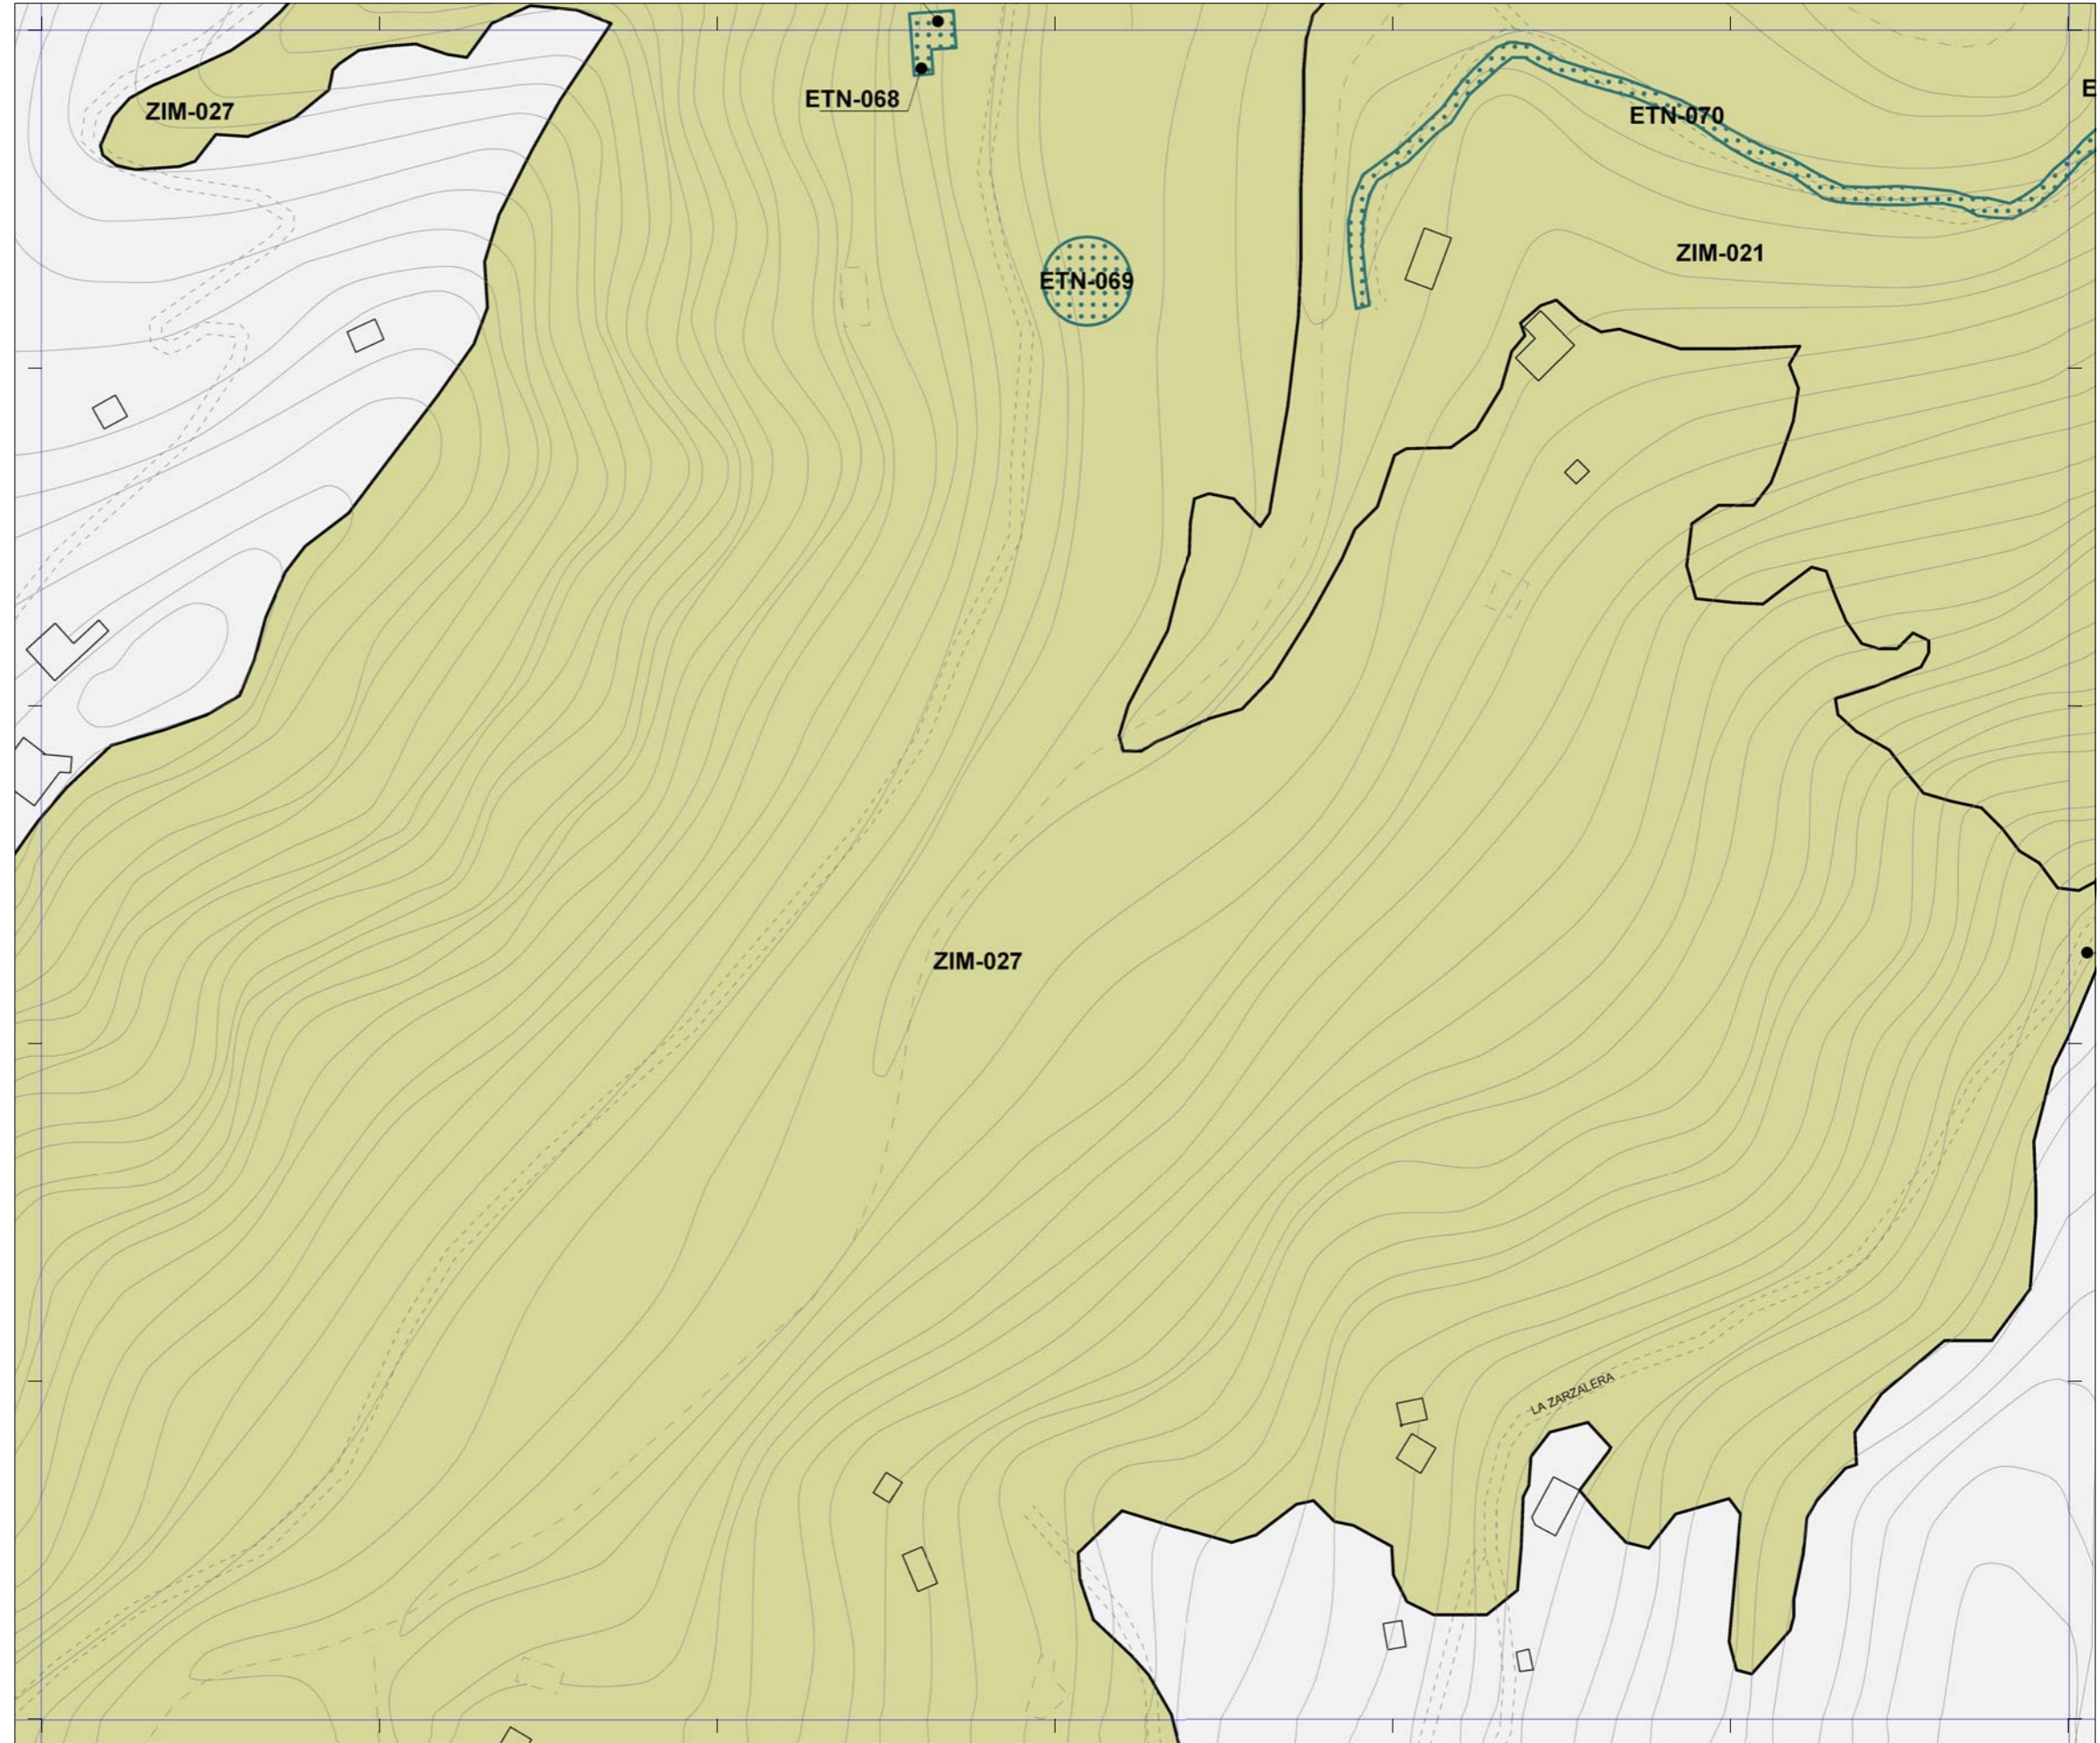 E
ETN-068
ZIM-027
ETN-070
ZIM-021
ETN-069
ZIM-027
LA ZARZALERA